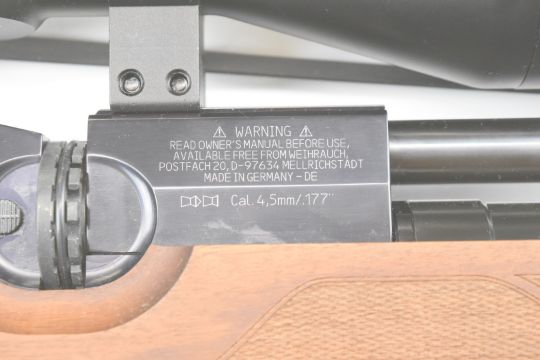 ⚠ WARNING ⚠
READ OWNER'S MANUAL BEFORE USE,
AVAILABLE FREE FROM WEIHRAUCH,
POSTFACH 20, D-97634 MELLRICHSTADT
MADE IN GERMANY - DE
Cal. 4,5mm/.177"